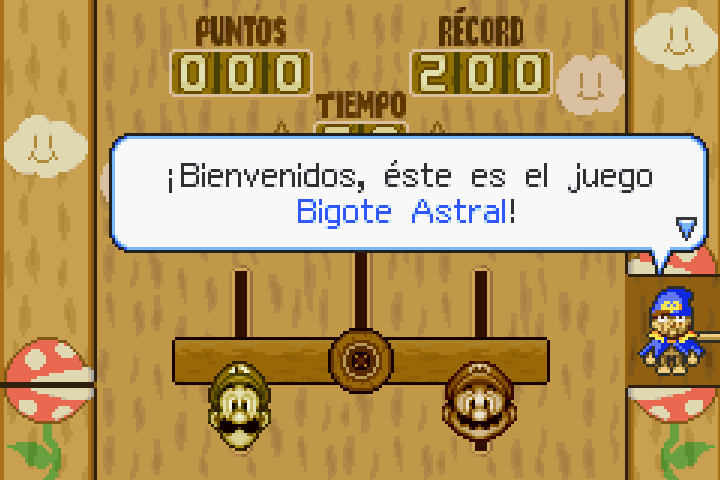 PUNTOS
RÉCORD
000
200
TIEMPO
¡Bienvenidos, éste es el juego
Bigote Astral!